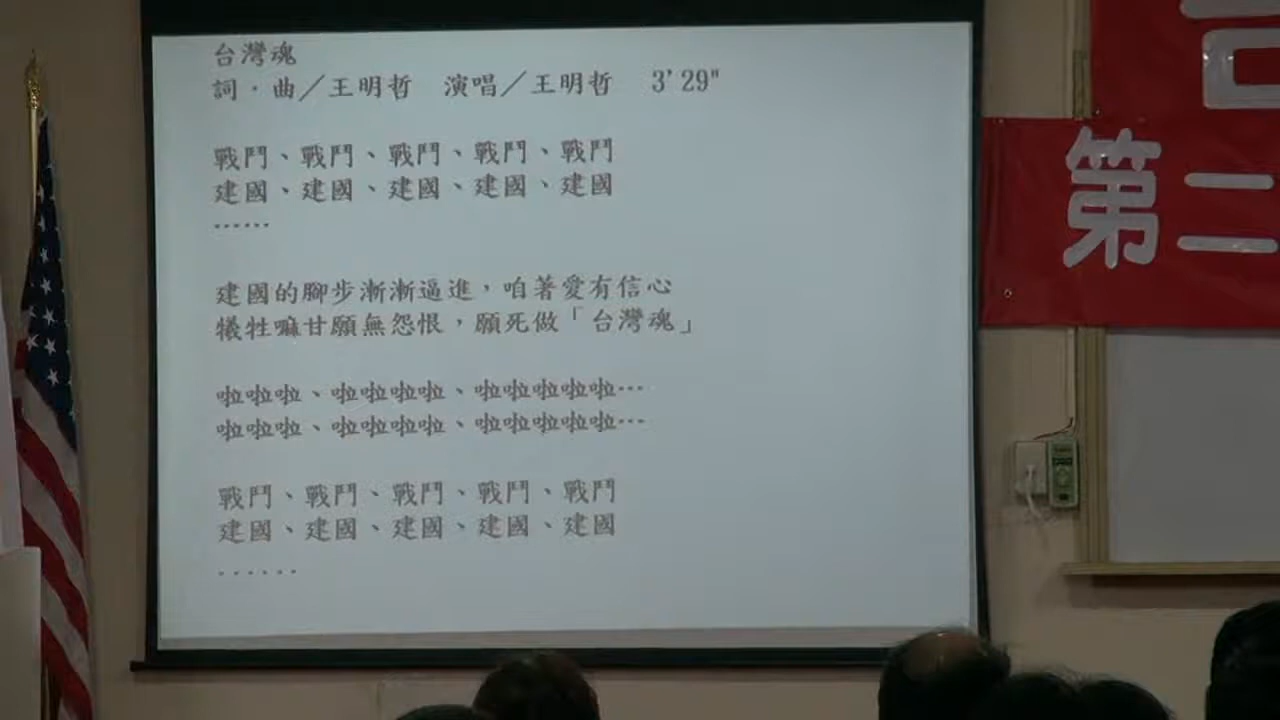 台灣魂
詞．曲／王明哲　演唱／王明哲　3'29"
戰鬥、戰鬥、戰鬥、戰鬥、戰鬥
建國、建國、建國、建國、建國
……
建國的腳步漸漸逼進，咱著愛有信心
犧牲嘛甘願無怨恨，願死做「台灣魂」
啦啦啦、啦啦啦啦、啦啦啦啦啦…
啦啦啦、啦啦啦啦、啦啦啦啦啦…
戰鬥、戰鬥、戰鬥、戰鬥、戰鬥
建國、建國、建國、建國、建國
……
第二